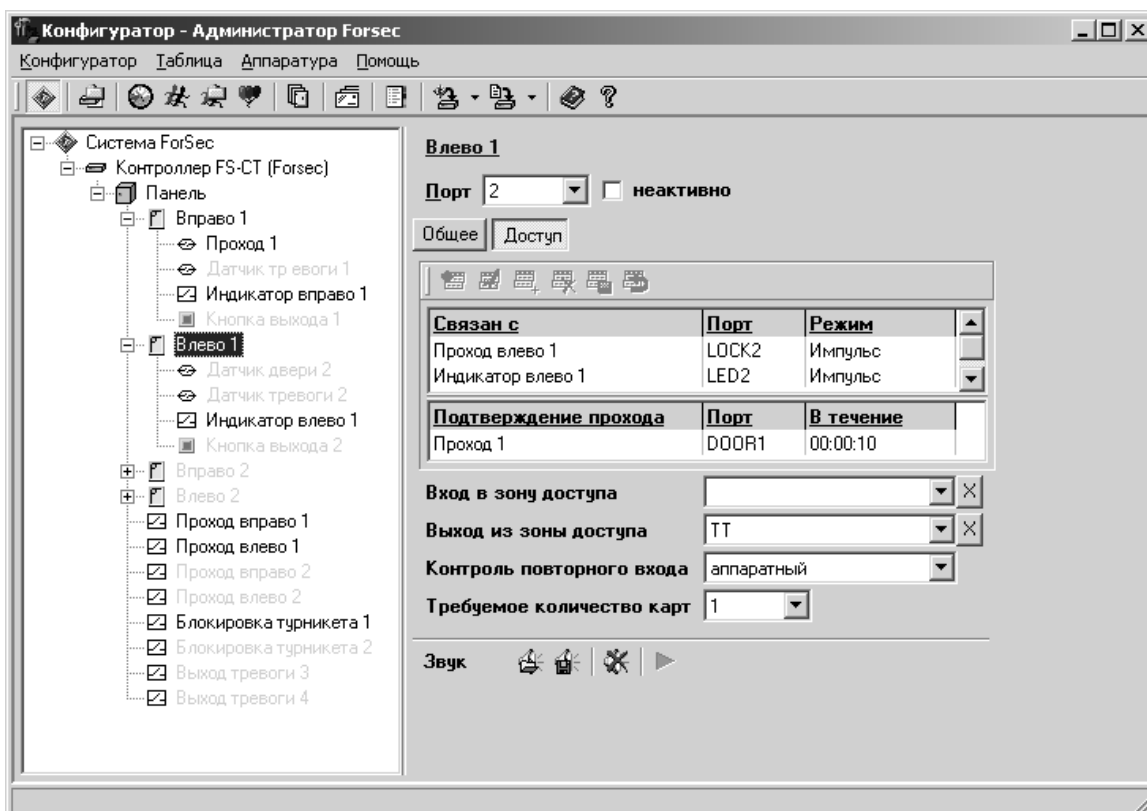 Конфигуратор - Администратор Forsec
Конфигуратор Таблица Аппаратура Помощь
Система ForSec
Контроллер FS-CT (Forsec)
Панель
Вправо 1
Проход 1
Датчик тр евоги 1
Индикатор вправо 1
Кнопка выхода 1
Влево 1
Датчик двери 2
Датчик тревоги 2
Индикатор влево 1
Кнопка выхода 2
Вправо 2
Влево 2
Проход вправо 1
Проход влево 1
Проход вправо 2
Проход влево 2
Блокировка турникета 1
Блокировка турникета 2
Выход тревоги 3
Выход тревоги 4
Влево 1
Порт 2 неактивно
Общее Доступ
Связан с Порт Режим
Проход влево 1 LOCK2 Импульс
Индикатор влево 1 LED2 Импульс
Подтверждение прохода Порт В течение
Проход 1 DOOR1 00:00:10
Вход в зону доступа
Выход из зоны доступа ТТ
Контроль повторного входа аппаратный
Требуемое количество карт 1
Звук